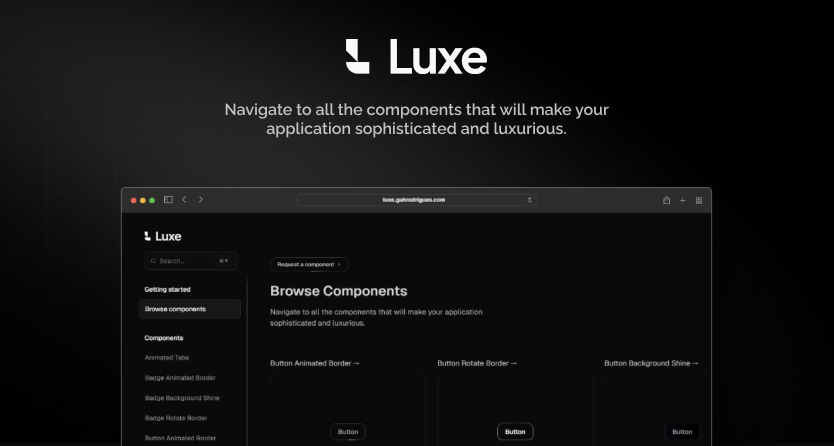 Luxe
Navigate to all the components that will make your
application sophisticated and luxurious.
luxe.guhrodrigues.com
Luxe
Search...
⌘ K
Getting started
Browse components
Components
Animated Tabs
Badge Animated Border
Badge Background Shine
Badge Rotate Border
Button Animated Border
Request a component ›
Browse Components
Navigate to all the components that will make your application
sophisticated and luxurious.
Button Animated Border →
Button Rotate Border →
Button Background Shine →
Button
Button
Button